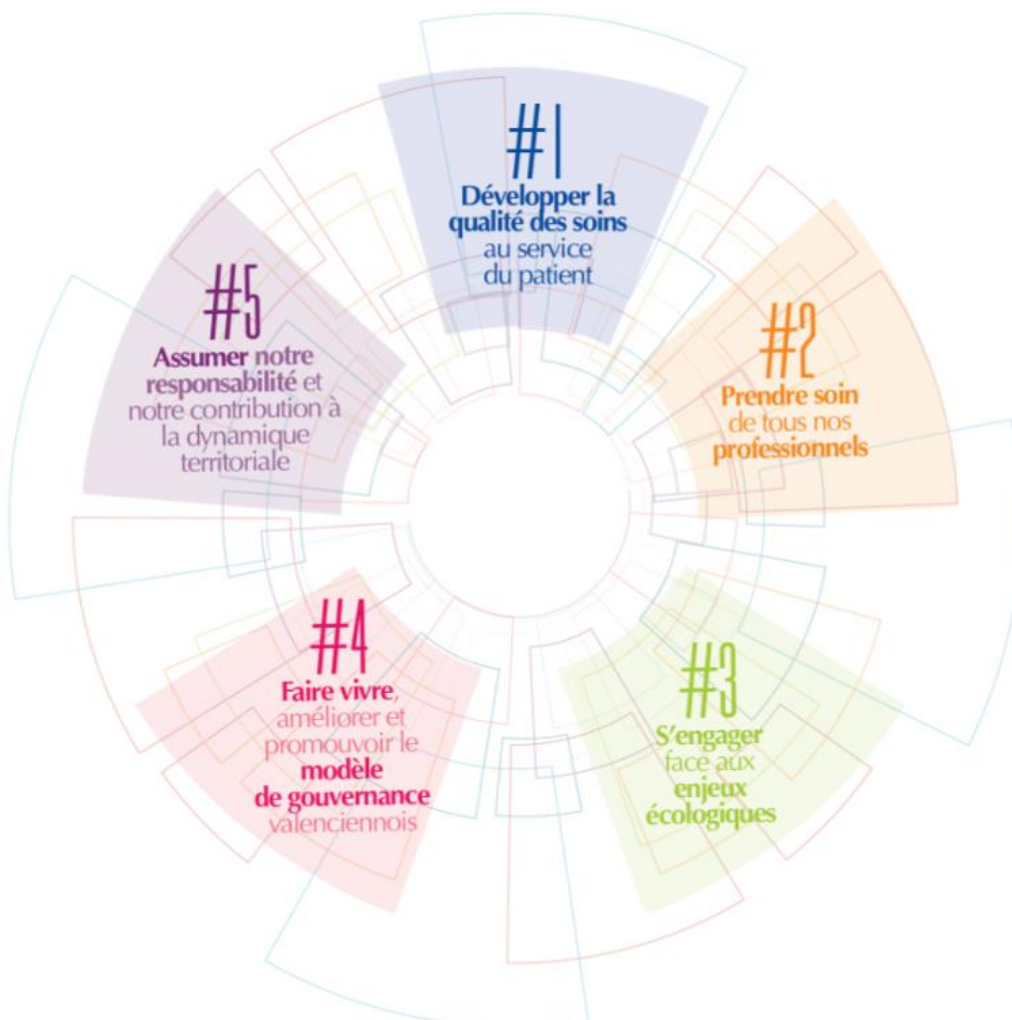 #1
Développer la
qualité des soins
au service
du patient
#2
Prendre soin
de tous nos
professionnels
#3
S'engager
face aux
enjeux
écologiques
#4
Faire vivre,
améliorer et
promouvoir le
modèle
de gouvernance
valenciennois
#5
Assumer notre
responsabilité et
notre contribution à
la dynamique
territoriale